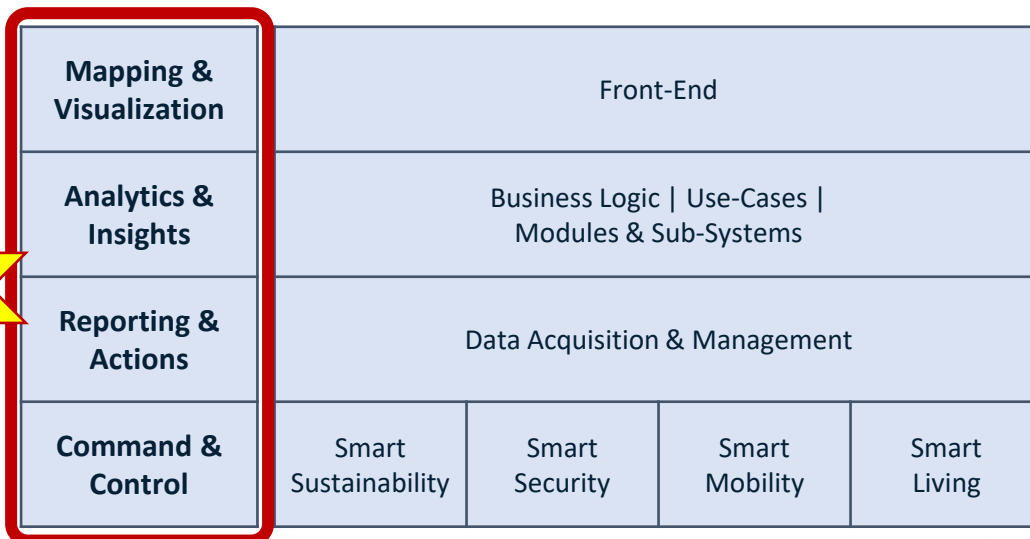 Mapping &
Visualization
Front-End
Analytics &
Insights
Business Logic | Use-Cases |
Modules & Sub-Systems
Reporting &
Actions
Data Acquisition & Management
Command &
Control
Smart
Sustainability
Smart
Security
Smart
Mobility
Smart
Living